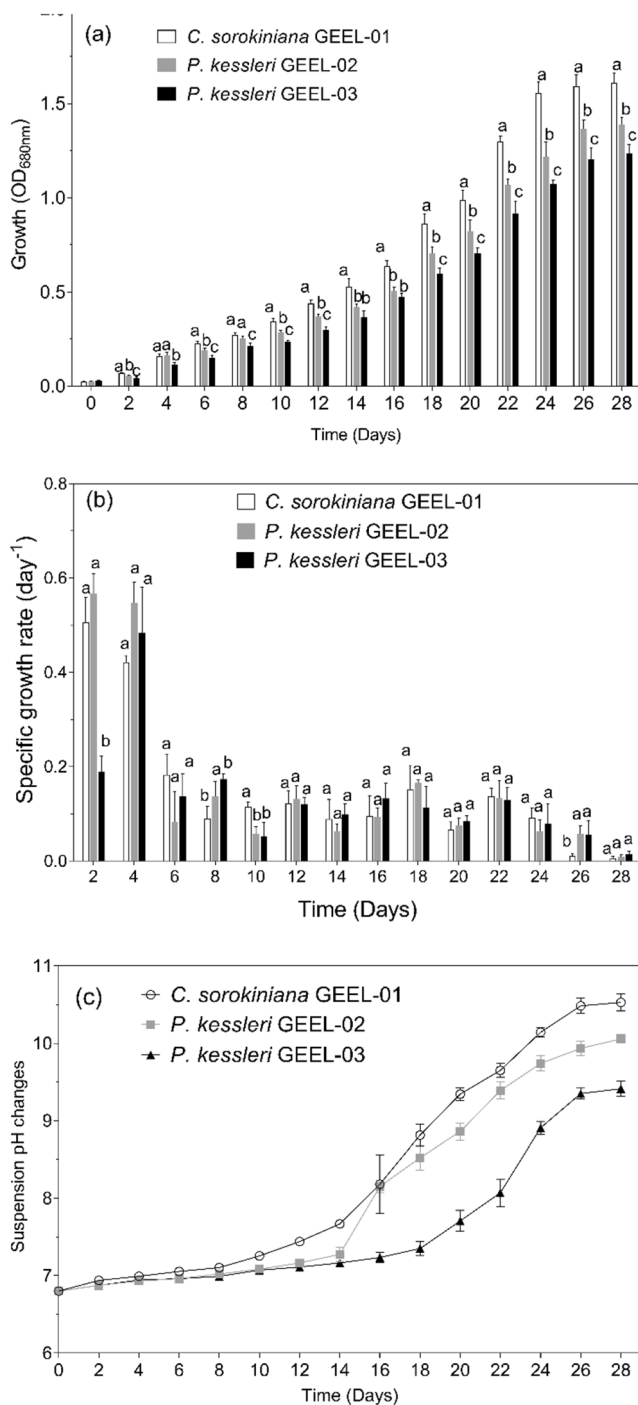 (a)
C. sorokiniana GEEL-01
P. kessleri GEEL-02
P. kessleri GEEL-03
Growth (OD680nm)
1.5
1.0
0.5
0.0
a b c
a a b
a b c
a a c
a b c
a b c
a b c
a b b
a b c
a b c
a b c
a b c
a b c
a b c
0 2 4 6 8 10 12 14 16 18 20 22 24 26 28
Time (Days)
(b)
C. sorokiniana GEEL-01
P. kessleri GEEL-02
P. kessleri GEEL-03
Specific growth rate (day-1)
0.8
0.6
0.4
0.2
0.0
a a b
a a a
a a a
b a b
a b b
a a a
a a a
a a a
a a a
a a a
a a a
a a a
b a a
a a a
2 4 6 8 10 12 14 16 18 20 22 24 26 28
Time (Days)
(c)
C. sorokiniana GEEL-01
P. kessleri GEEL-02
P. kessleri GEEL-03
Suspension pH changes
11
10
9
8
7
6
0 2 4 6 8 10 12 14 16 18 20 22 24 26 28
Time (Days)